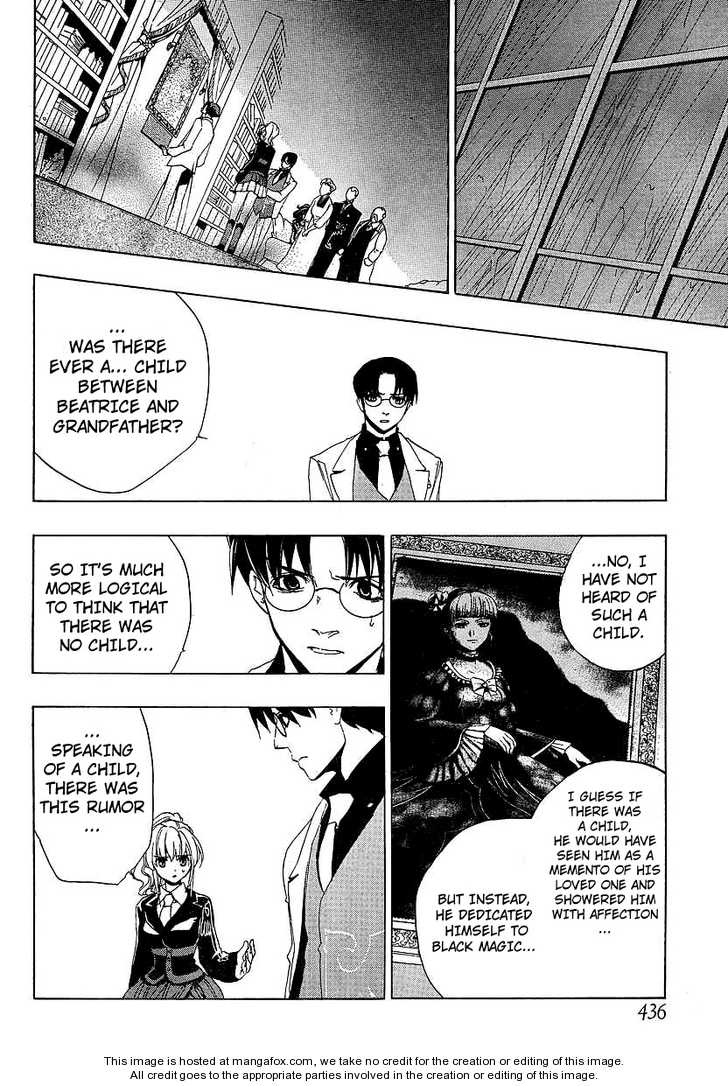 ...
WAS THERE
EVER A... CHILD
BETWEEN
BEATRICE AND
GRANDFATHER?
...NO, I
HAVE NOT
HEARD OF
SUCH A
CHILD.
I GUESS IF
THERE WAS
A CHILD,
HE WOULD HAVE
SEEN HIM AS A
MEMENTO OF HIS
LOVED ONE AND
SHOWERED HIM
WITH AFFECTION
...
BUT INSTEAD,
HE DEDICATED
HIMSELF TO
BLACK MAGIC...
SO IT'S MUCH
MORE LOGICAL
TO THINK THAT
THERE WAS
NO CHILD...
...
SPEAKING
OF A CHILD,
THERE WAS
THIS RUMOR
...
436
This image is hosted at mangafox.com, we take no credit for the creation or editing of this image.
All credit goes to the appropriate parties involved in the creation or editing of this image.